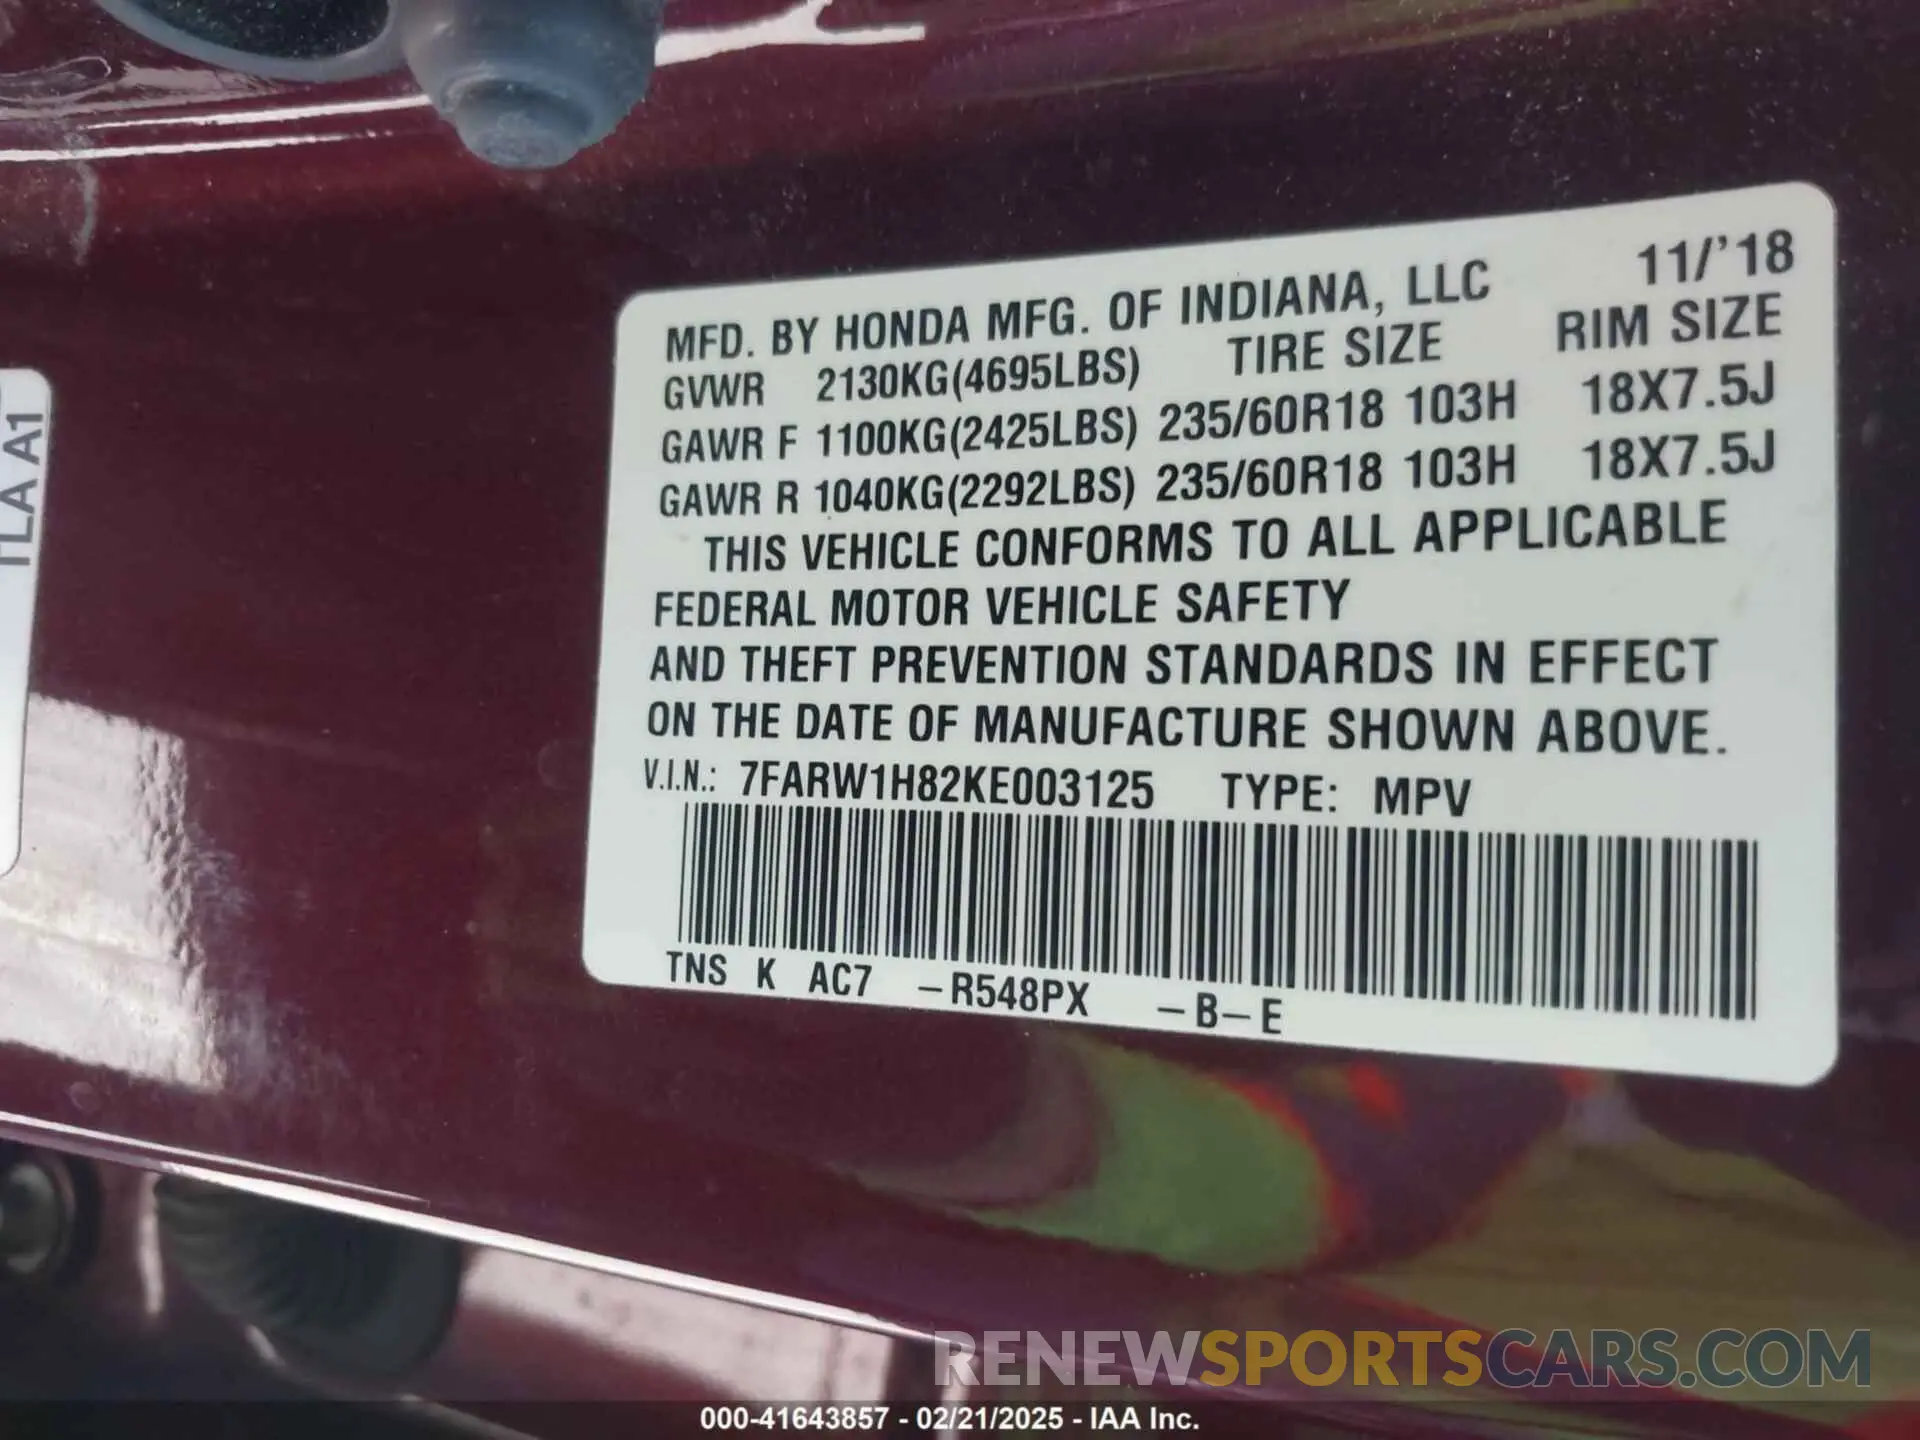 MFD. BY HONDA MFG. OF INDIANA, LLC 11/'18
GVWR 2130KG(4695LBS) TIRE SIZE RIM SIZE
GAWR F 1100KG(2425LBS) 235/60R18 103H 18X7.5J
GAWR R 1040KG(2292LBS) 235/60R18 103H 18X7.5J
THIS VEHICLE CONFORMS TO ALL APPLICABLE
FEDERAL MOTOR VEHICLE SAFETY
AND THEFT PREVENTION STANDARDS IN EFFECT
ON THE DATE OF MANUFACTURE SHOWN ABOVE.
V.I.N.: 7FARW1H82KE003125 TYPE: MPV
TNS K AC7 -R548PX -B-E
TLA A1
RENEWSPORTSCARS.COM
000-41643857 - 02/21/2025 - IAA Inc.